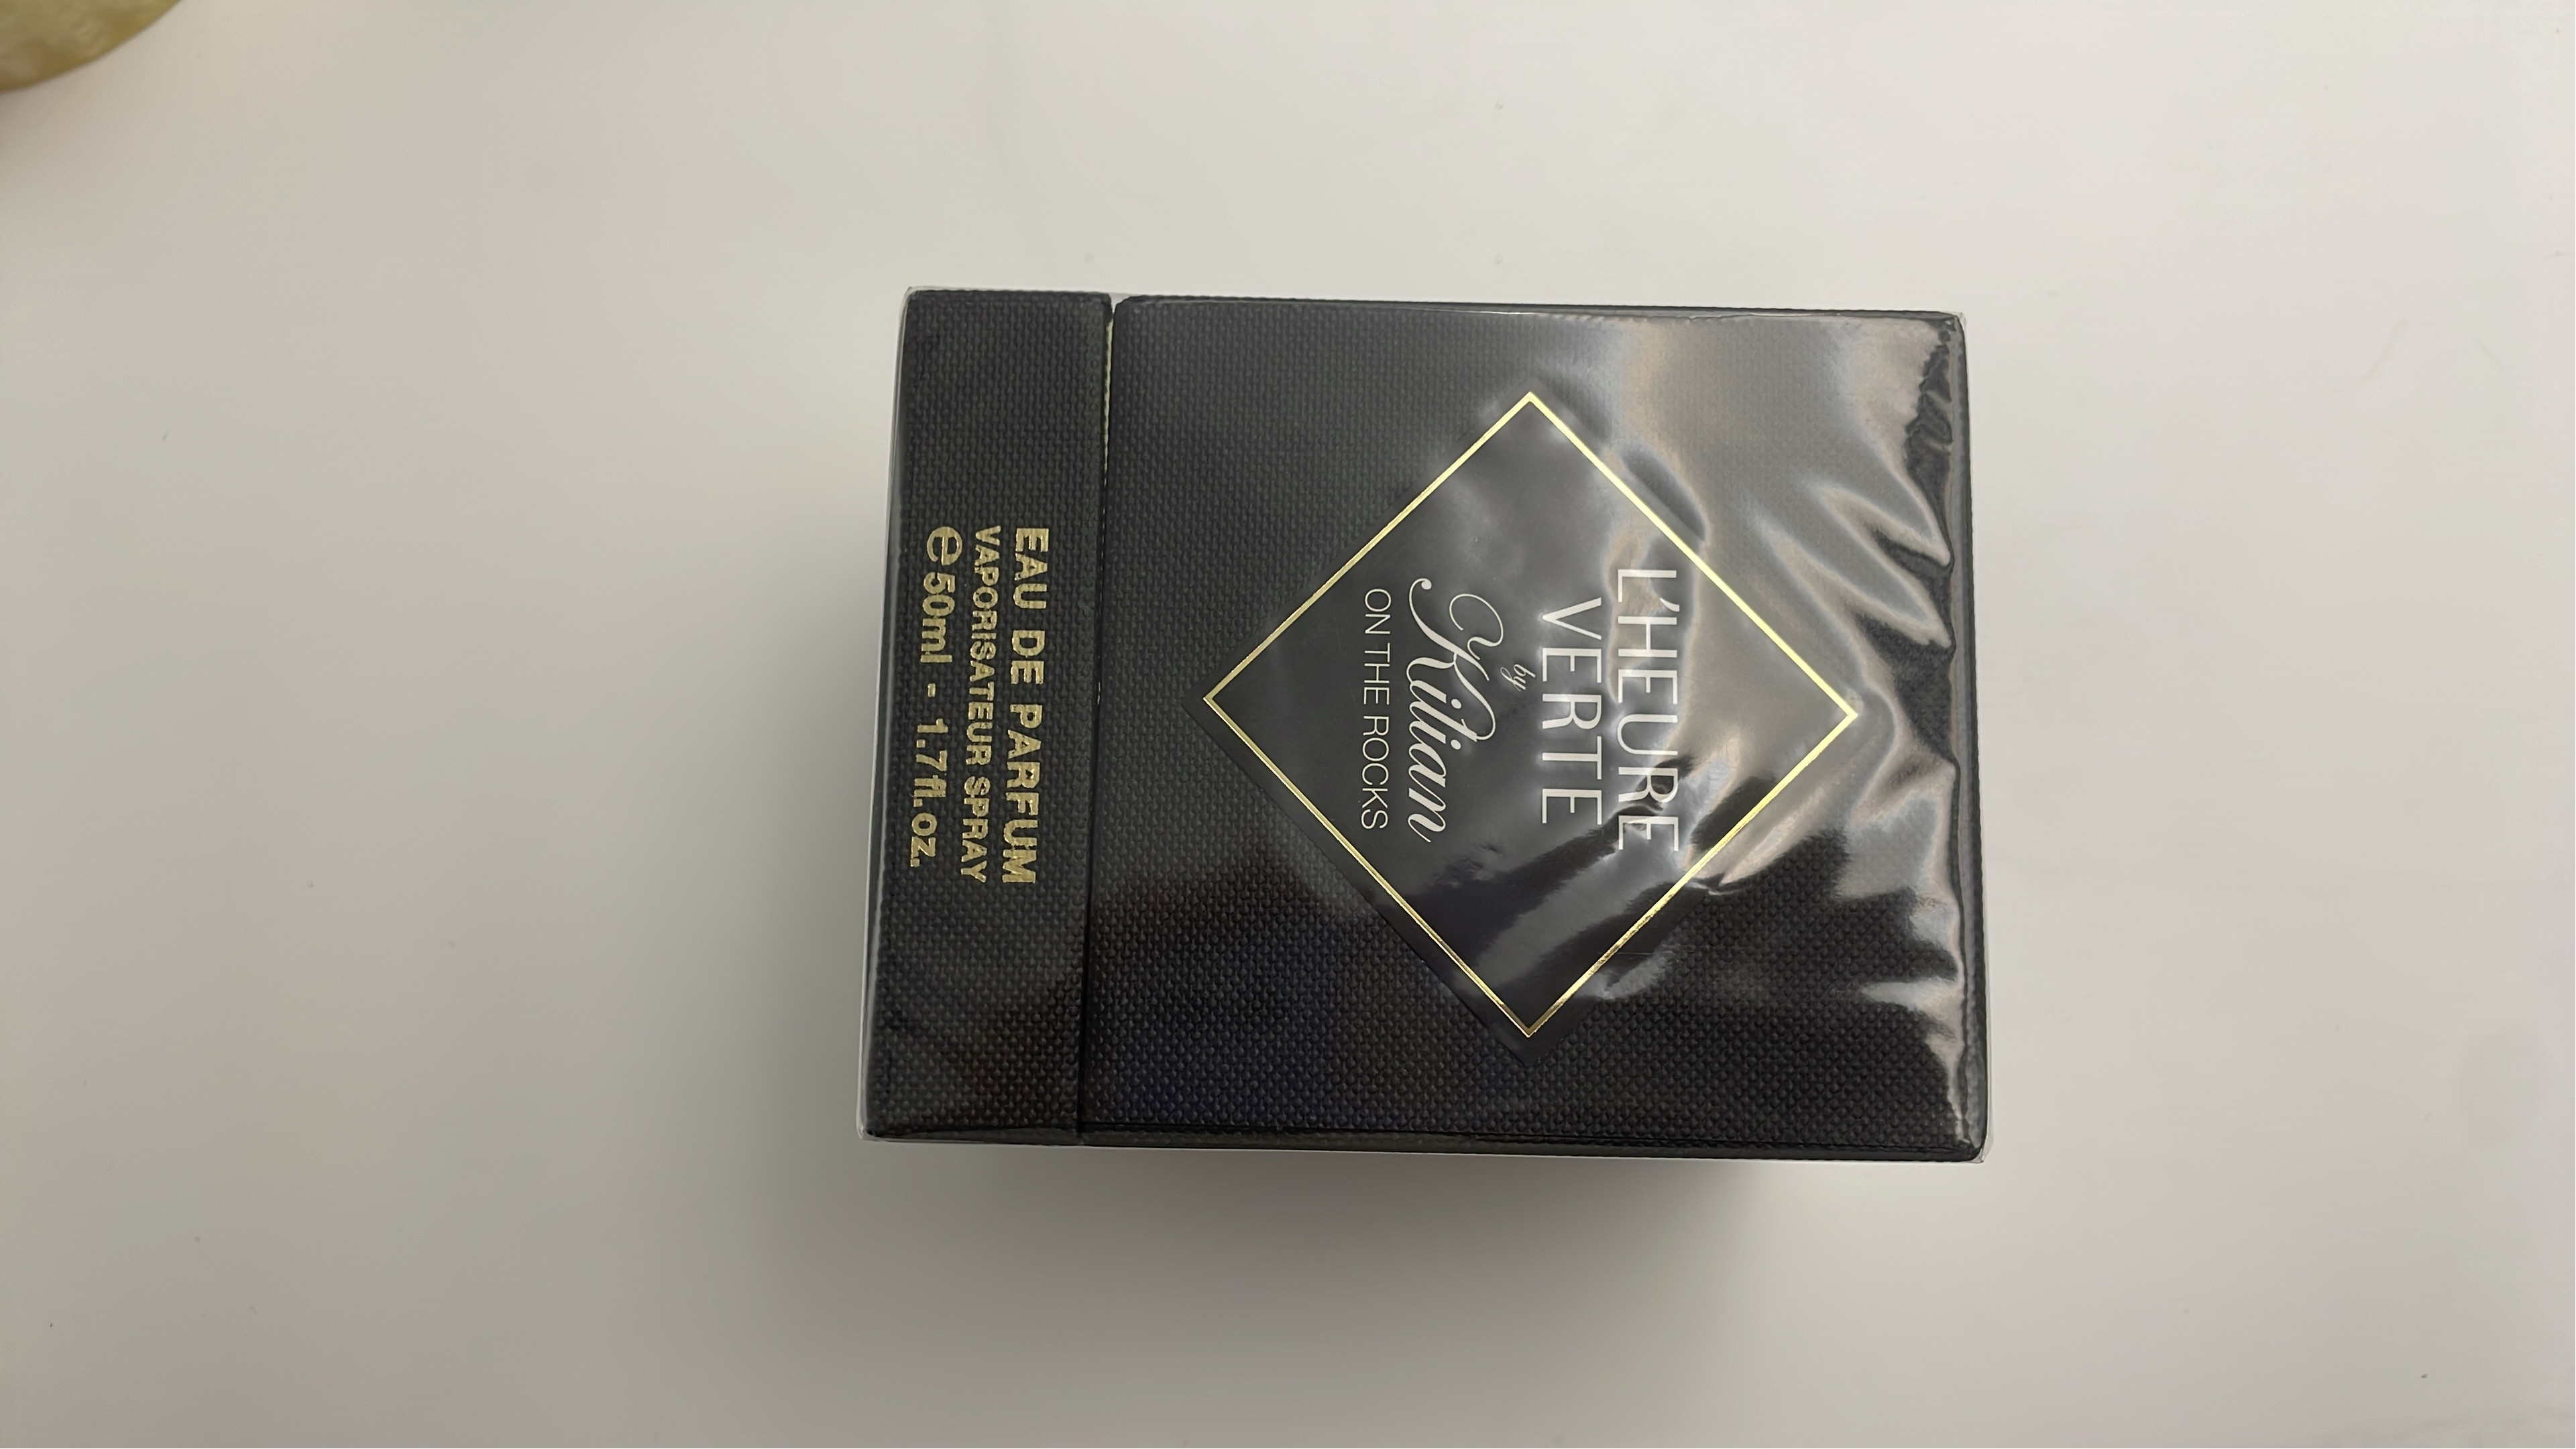 L'HEURE
VERTE
by
Kilian
ON THE ROCKS
EAU DE PARFUM
VAPORISATEUR SPRAY
℮50ml - 1.7fl.oz.